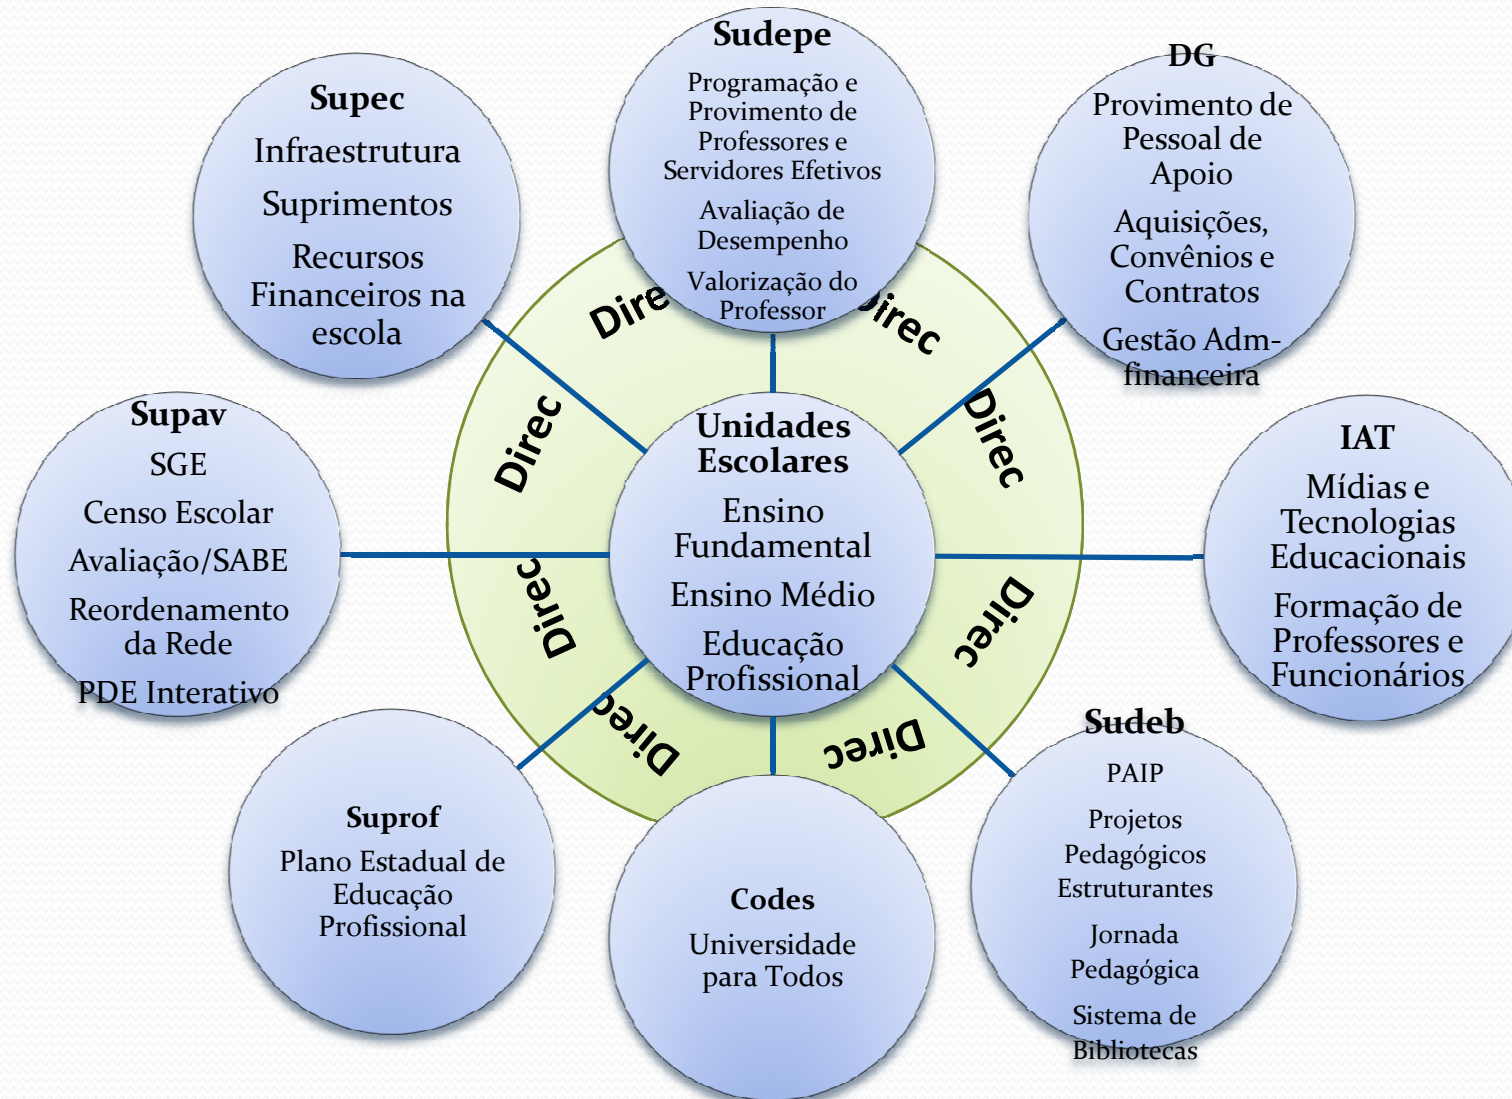 Sudepe
Programação e
Provimento de
Professores e
Servidores Efetivos
Avaliação de
Desempenho
Valorização do
Professor
DG
Provimento de
Pessoal de
Apoio
Aquisições,
Convênios e
Contratos
Gestão Adm-
financeira
IAT
Mídias e
Tecnologias
Educacionais
Formação de
Professores e
Funcionários
Sudeb
PAIP
Projetos
Pedagógicos
Estruturantes
Jornada
Pedagógica
Sistema de
Bibliotecas
Codes
Universidade
para Todos
Suprof
Plano Estadual de
Educação
Profissional
Supav
SGE
Censo Escolar
Avaliação/SABE
Reordenamento
da Rede
PDE Interativo
Supec
Infraestrutura
Suprimentos
Recursos
Financeiros na
escola
Unidades
Escolares
Ensino
Fundamental
Ensino Médio
Educação
Profissional
Dire
Direc
Direc
Direc
Direc
Direc
Direc
Direc